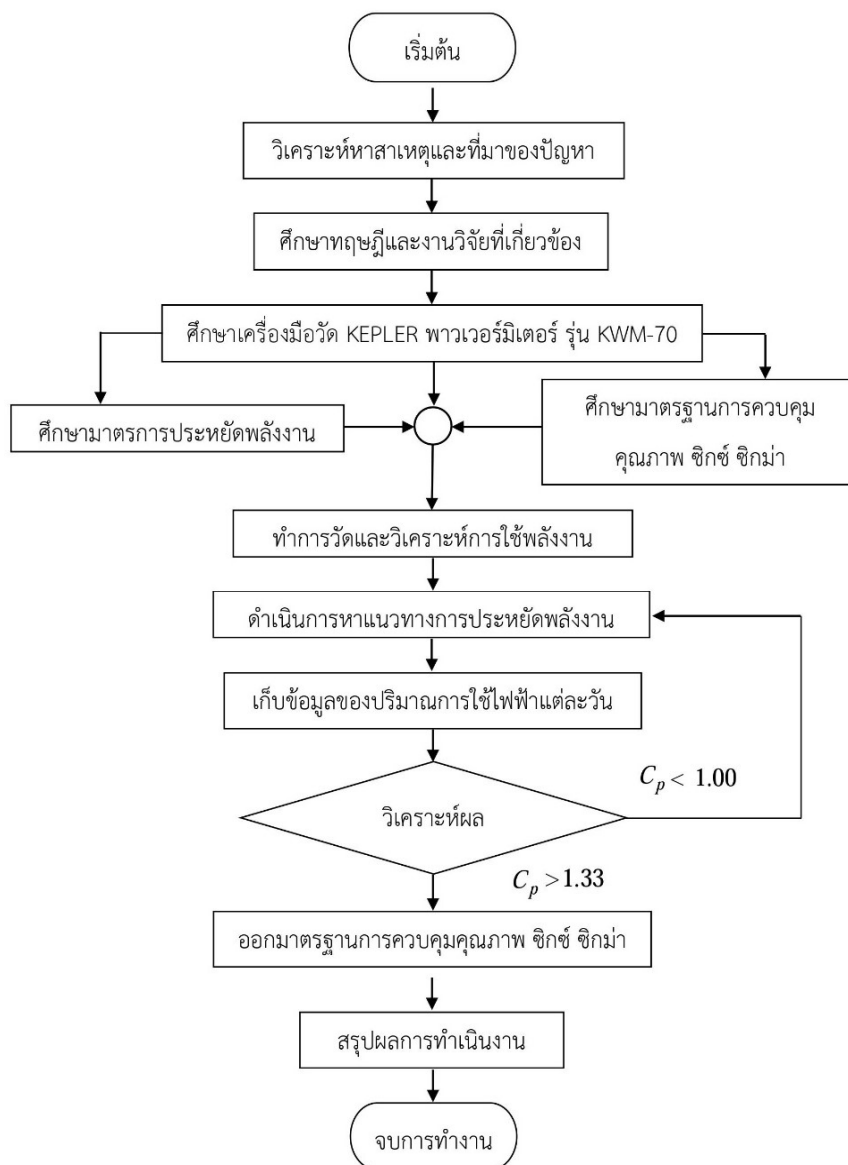 เริ่มต้น
วิเคราะห์หาสาเหตุและที่มาของปัญหา
ศึกษาทฤษฎีและงานวิจัยที่เกี่ยวข้อง
ศึกษาเครื่องมือวัด KEPLER พาวเวอร์มิเตอร์ รุ่น KWM-70
ศึกษามาตรการประหยัดพลังงาน
ศึกษามาตรฐานการควบคุม
คุณภาพ ซิกซ์ ซิกม่า
ทำการวัดและวิเคราะห์การใช้พลังงาน
ดำเนินการหาแนวทางการประหยัดพลังงาน
เก็บข้อมูลของปริมาณการใช้ไฟฟ้าแต่ละวัน
วิเคราะห์ผล
Cp < 1.00
Cp >1.33
ออกมาตรฐานการควบคุมคุณภาพ ซิกซ์ ซิกม่า
สรุปผลการทำเนินงาน
จบการทำงาน